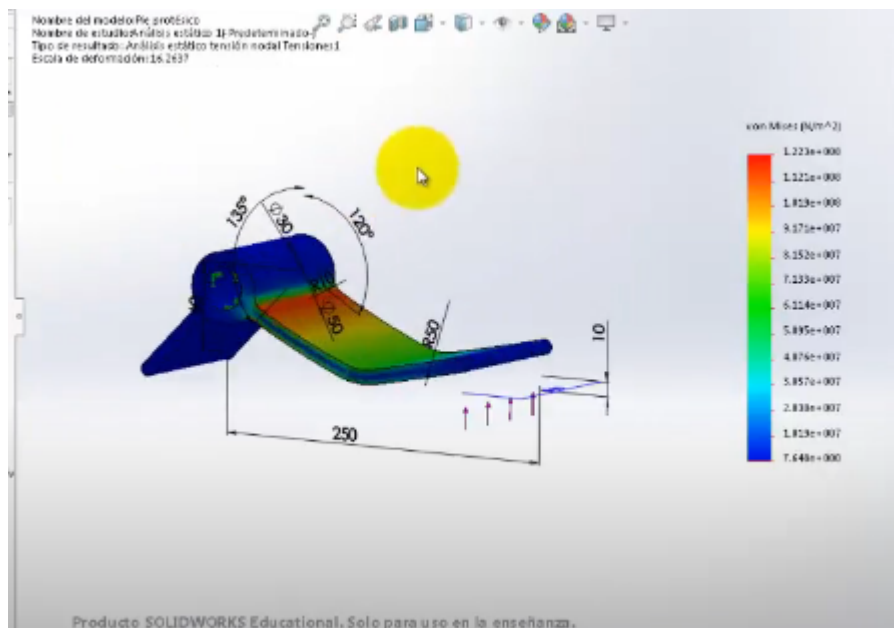 Nombre del modelo:Pie protésico
Nombre de estudio:Análisis estático 1(-Predeterminado-)
Tipo de resultado: Análisis estático tensión nodal Tensiones1
Escala de deformación: 16.2637
von Mises (N/m^2)
1.223e+008
1.121e+008
1.019e+008
9.171e+007
8.152e+007
7.133e+007
6.114e+007
5.095e+007
4.076e+007
3.057e+007
2.038e+007
1.019e+007
7.640e+000
135°
∅30
120°
R10
∅50
R50
10
250
Producto SOLIDWORKS Educational. Solo para uso en la enseñanza.